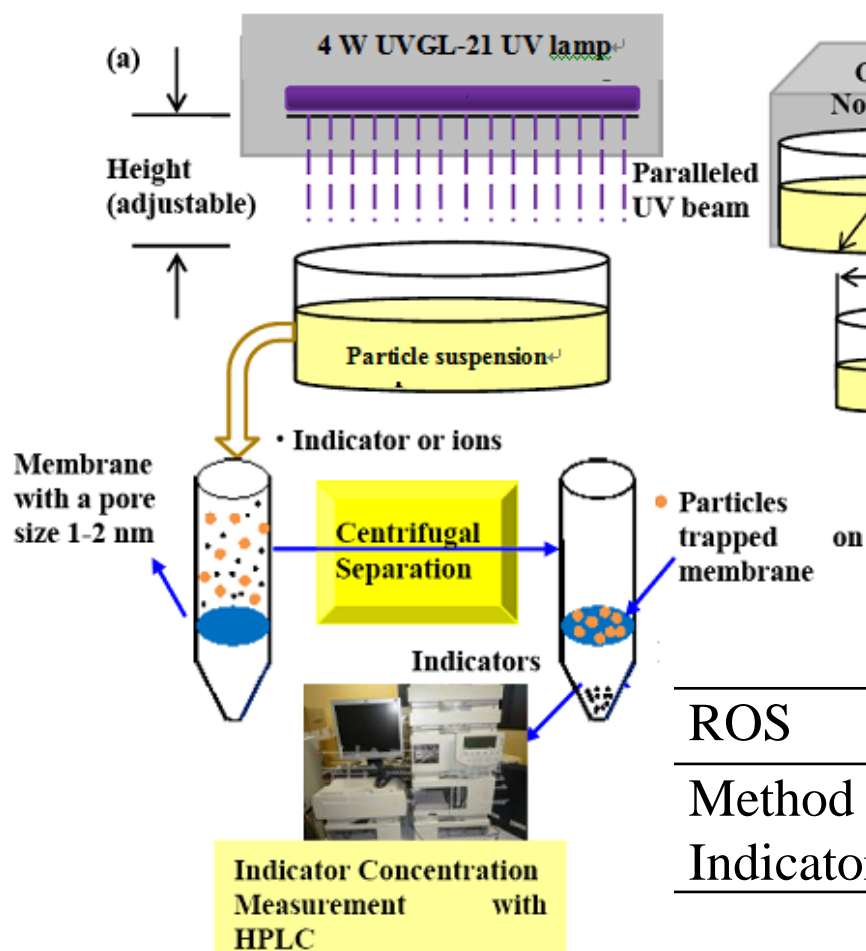 (a)
4 W UVGL-21 UV lamp↵
Height
(adjustable)
Paralleled
UV beam
Particle suspension↵
· Indicator or ions
Membrane
with a pore
size 1-2 nm
Centrifugal
Separation
Particles
trapped on
membrane
Indicators
Indicator Concentration
Measurement with
HPLC
No
ROS
Method
Indicator